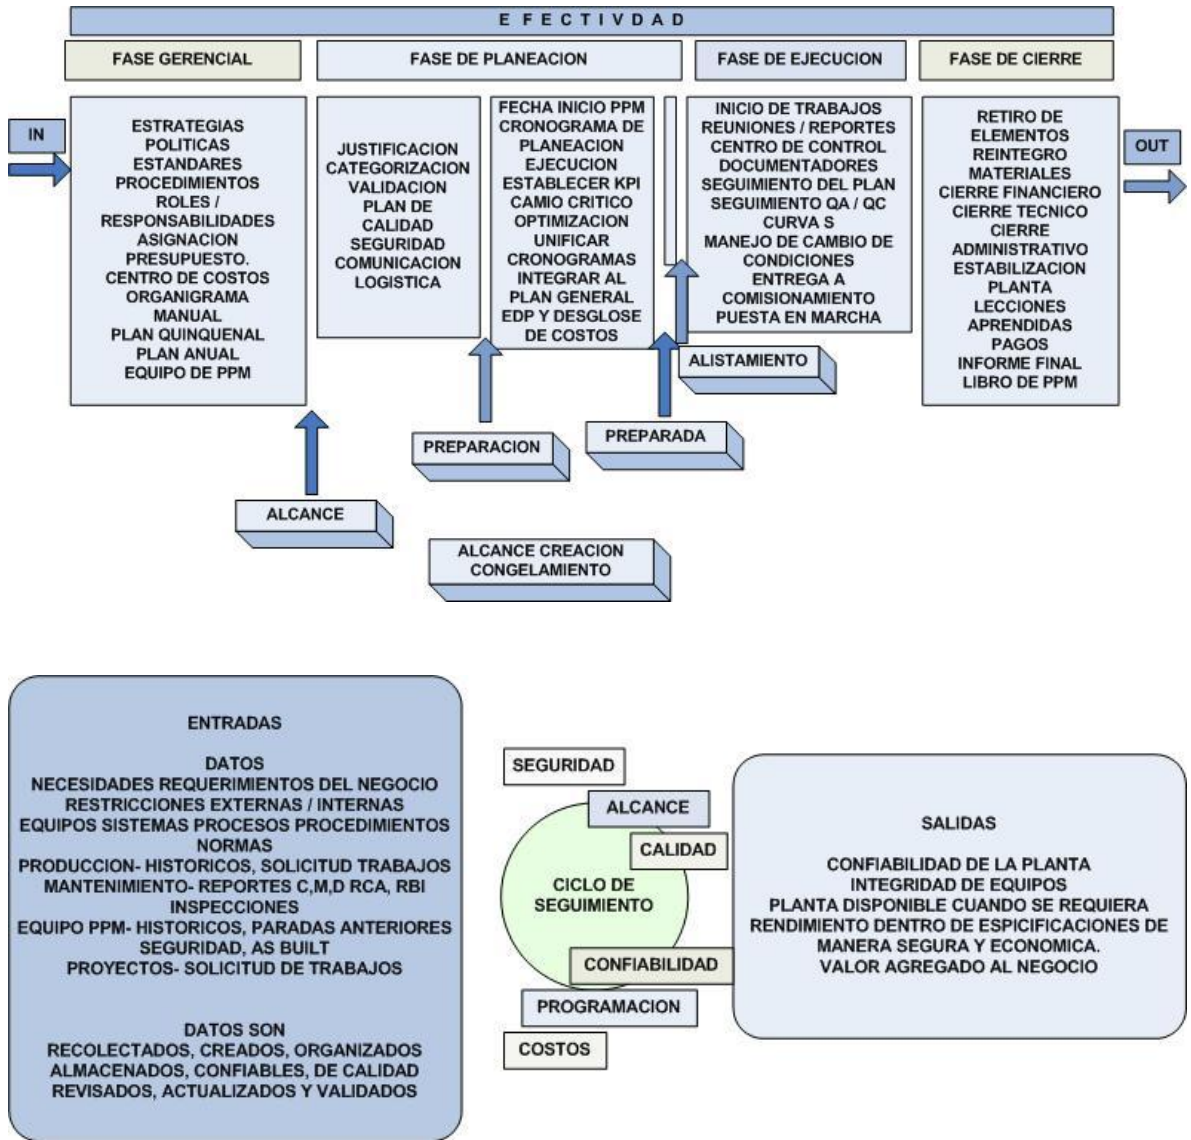 E F E C T I V D A D
FASE GERENCIAL
FASE DE PLANEACION
FASE DE EJECUCION
FASE DE CIERRE
IN
ESTRATEGIAS
POLITICAS
ESTANDARES
PROCEDIMIENTOS
ROLES /
RESPONSABILIDADES
ASIGNACION
PRESUPUESTO.
CENTRO DE COSTOS
ORGANIGRAMA
MANUAL
PLAN QUINQUENAL
PLAN ANUAL
EQUIPO DE PPM
JUSTIFICACION
CATEGORIZACION
VALIDACION
PLAN DE
CALIDAD
SEGURIDAD
COMUNICACION
LOGISTICA
FECHA INICIO PPM
CRONOGRAMA DE
PLANEACION
EJECUCION
ESTABLECER KPI
CAMIO CRITICO
OPTIMIZACION
UNIFICAR
CRONOGRAMAS
INTEGRAR AL
PLAN GENERAL
EDP Y DESGLOSE
DE COSTOS
INICIO DE TRABAJOS
REUNIONES / REPORTES
CENTRO DE CONTROL
DOCUMENTADORES
SEGUIMIENTO DEL PLAN
SEGUIMIENTO QA / QC
CURVA S
MANEJO DE CAMBIO DE
CONDICIONES
ENTREGA A
COMISIONAMIENTO
PUESTA EN MARCHA
RETIRO DE
ELEMENTOS
REINTEGRO
MATERIALES
CIERRE FINANCIERO
CIERRE TECNICO
CIERRE
ADMINISTRATIVO
ESTABILIZACION
PLANTA
LECCIONES
APRENDIDAS
PAGOS
INFORME FINAL
LIBRO DE PPM
OUT
ALISTAMIENTO
PREPARADA
PREPARACION
ALCANCE
ALCANCE CREACION
CONGELAMIENTO
ENTRADAS
DATOS
NECESIDADES REQUERIMIENTOS DEL NEGOCIO
RESTRICCIONES EXTERNAS / INTERNAS
EQUIPOS SISTEMAS PROCESOS PROCEDIMIENTOS
NORMAS
PRODUCCION- HISTORICOS, SOLICITUD TRABAJOS
MANTENIMIENTO- REPORTES C,M,D RCA, RBI
INSPECCIONES
EQUIPO PPM- HISTORICOS, PARADAS ANTERIORES
SEGURIDAD, AS BUILT
PROYECTOS- SOLICITUD DE TRABAJOS
DATOS SON
RECOLECTADOS, CREADOS, ORGANIZADOS
ALMACENADOS, CONFIABLES, DE CALIDAD
REVISADOS, ACTUALIZADOS Y VALIDADOS
SEGURIDAD
ALCANCE
CALIDAD
CICLO DE
SEGUIMIENTO
CONFIABILIDAD
PROGRAMACION
COSTOS
SALIDAS
CONFIABILIDAD DE LA PLANTA
INTEGRIDAD DE EQUIPOS
PLANTA DISPONIBLE CUANDO SE REQUIERA
RENDIMIENTO DENTRO DE ESPICIFICACIONES DE
MANERA SEGURA Y ECONOMICA.
VALOR AGREGADO AL NEGOCIO